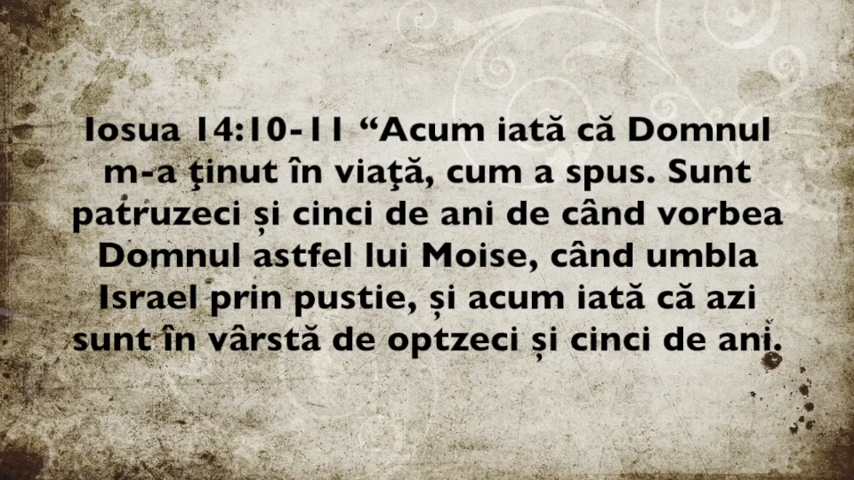 Iosua 14:10-11 “Acum iată că Domnul
m-a ţinut în viaţă, cum a spus. Sunt
patruzeci și cinci de ani de când vorbea
Domnul astfel lui Moise, când umbla
Israel prin pustie, și acum iată că azi
sunt în vârstă de optzeci și cinci de ani.